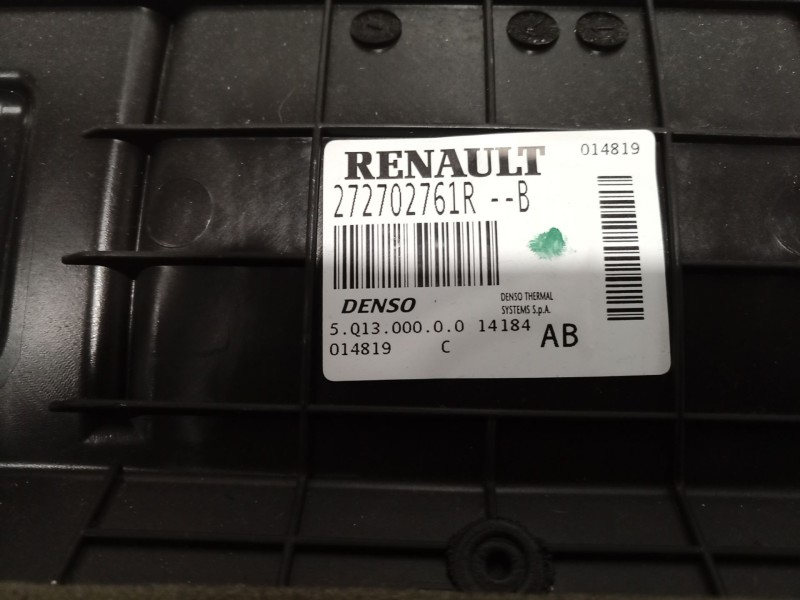 RENAULT
014819
272702761R --B
DENSO
DENSO THERMAL
SYSTEMS S.p.A.
5.Q13.000.0.0 14184
AB
014819 C